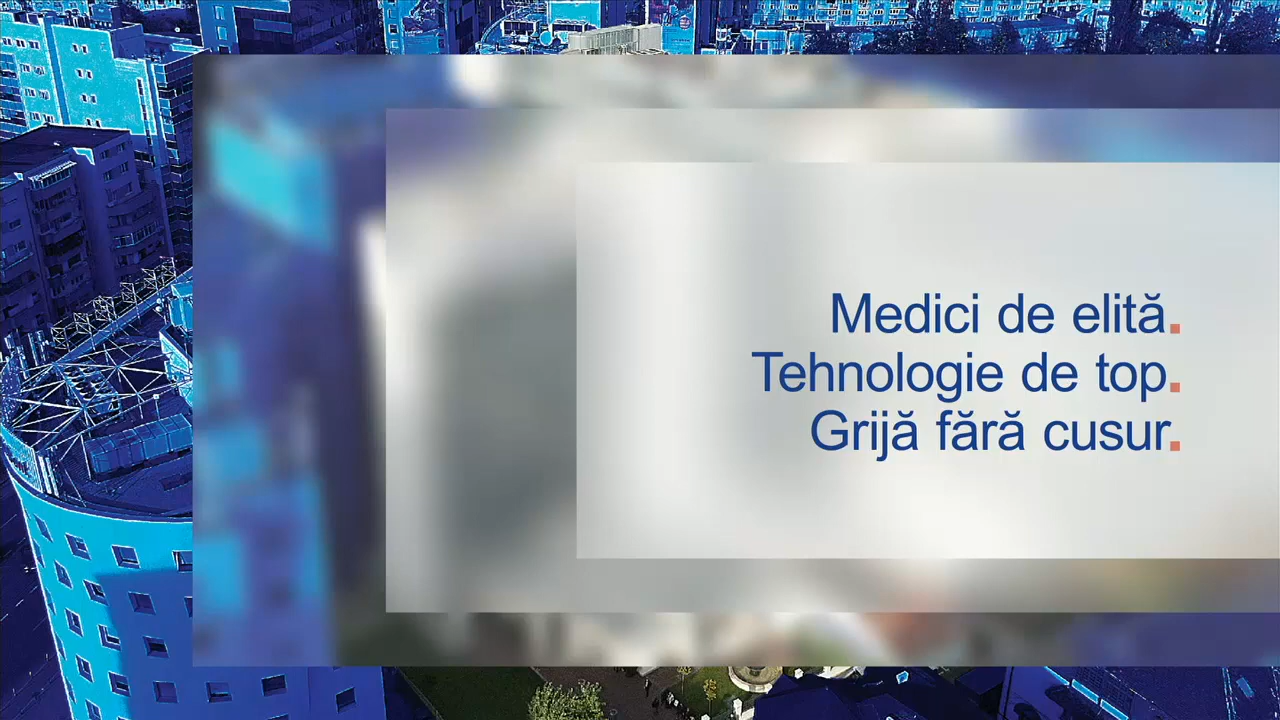 Medici de elită.
Tehnologie de top.
Grijă fără cusur.